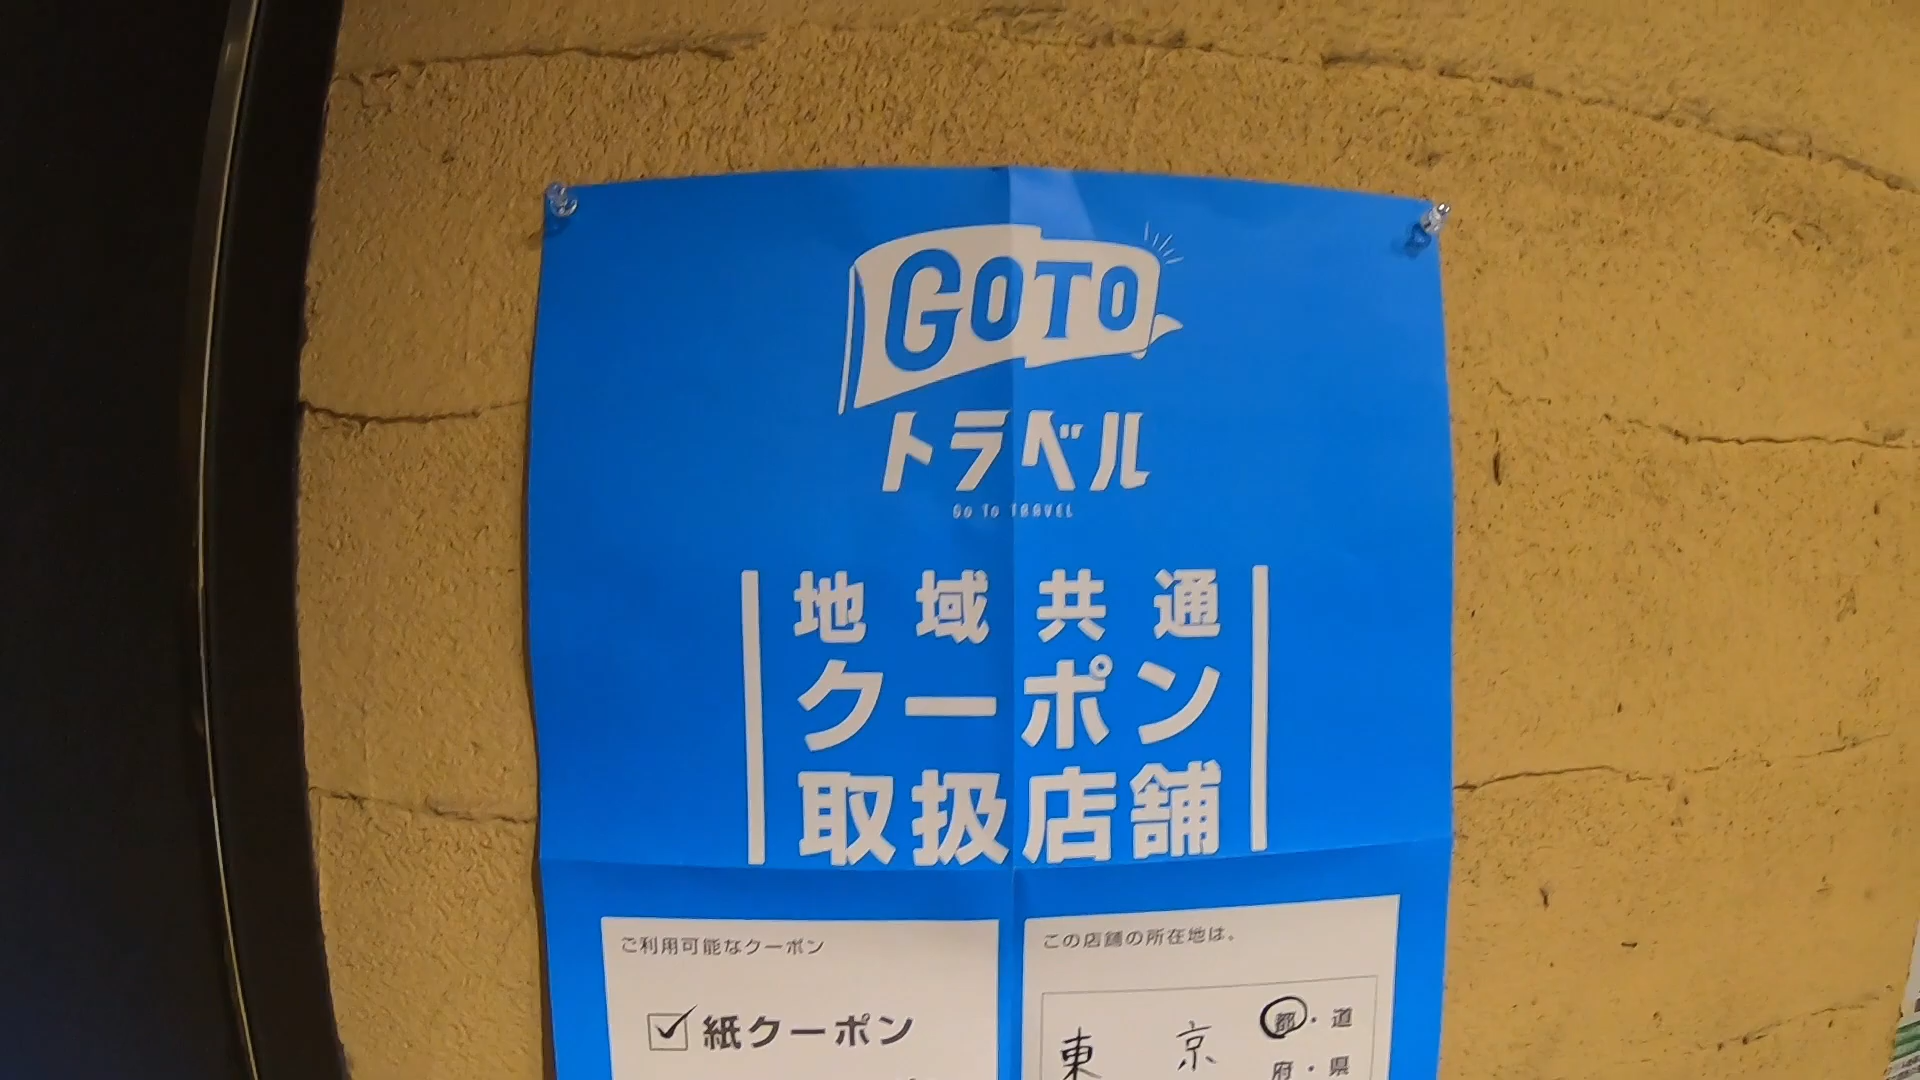 GOTO
トラベル
GO TO TRAVEL
地域共通
クーポン
取扱店舗
ご利用可能なクーポン
紙クーポン
この店舗の所在地は、
東京 都・道
府・県